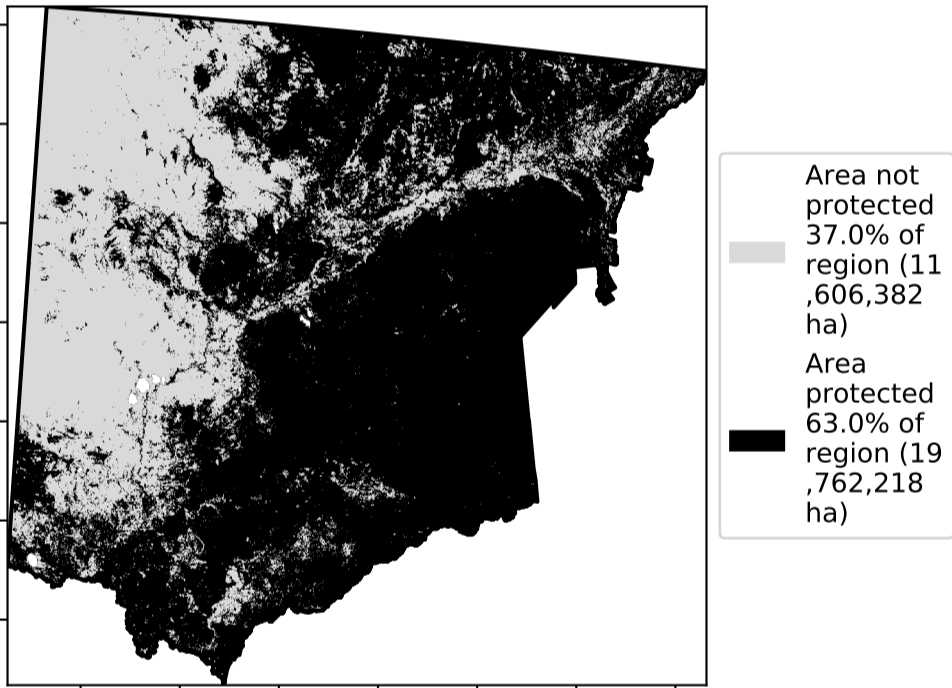 Area not
protected
37.0% of
region (11
,606,382
ha)
Area
protected
63.0% of
region (19
,762,218
ha)